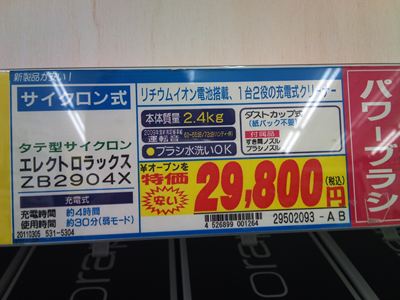 新製品が安い!
サイクロン式
リチウムイオン電池搭載、1台2役の充電式クリーナー
本体質量 2.4kg
運転音
ダストカップ式
(紙パック不要)
付属品
すき間ノズル
ブラシノズル
● ブラシ水洗いOK
タテ型サイクロン
エレクトロラックス
ZB2904X
充電式
充電時間 約4時間
使用時間 約30分(弱モード)
20110305 531-5304
¥オープンを
特価
安い
29,800円
(税込)
4 526899 001264
29502093 -AB
パワーブラシ